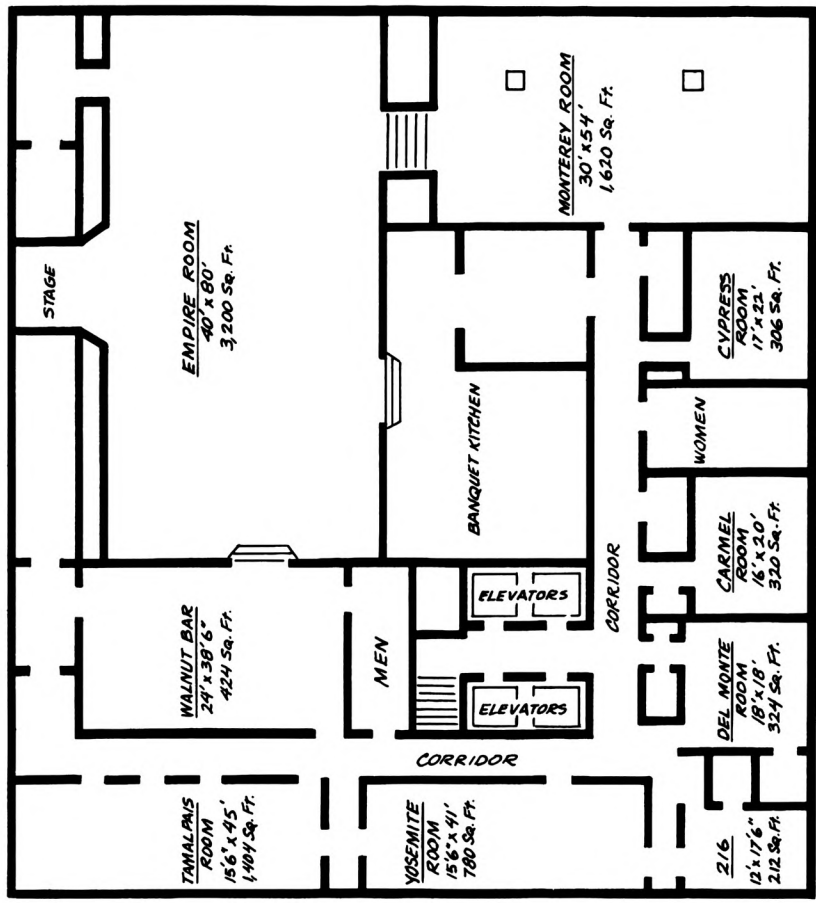 STAGE
EMPIRE ROOM
40' x 80'
3,200 Sq. Ft.
MONTEREY ROOM
30' x 54'
1,620 Sq. Ft.
BANQUET KITCHEN
CYPRESS
ROOM
17' x 22'
306 Sq. Ft.
WOMEN
CARMEL
ROOM
16' x 20'
320 Sq. Ft.
CORRIDOR
ELEVATORS
ELEVATORS
WALNUT BAR
24' x 38' 6"
424 Sq. Ft.
MEN
DEL MONTE
ROOM
18' x 18'
324 Sq. Ft.
CORRIDOR
TAMALPAIS
ROOM
15'6" x 45'
1,404 Sq. Ft.
YOSEMITE
ROOM
15'6" x 41'
780 Sq. Ft.
216
12' x 17'6"
212 Sq. Ft.